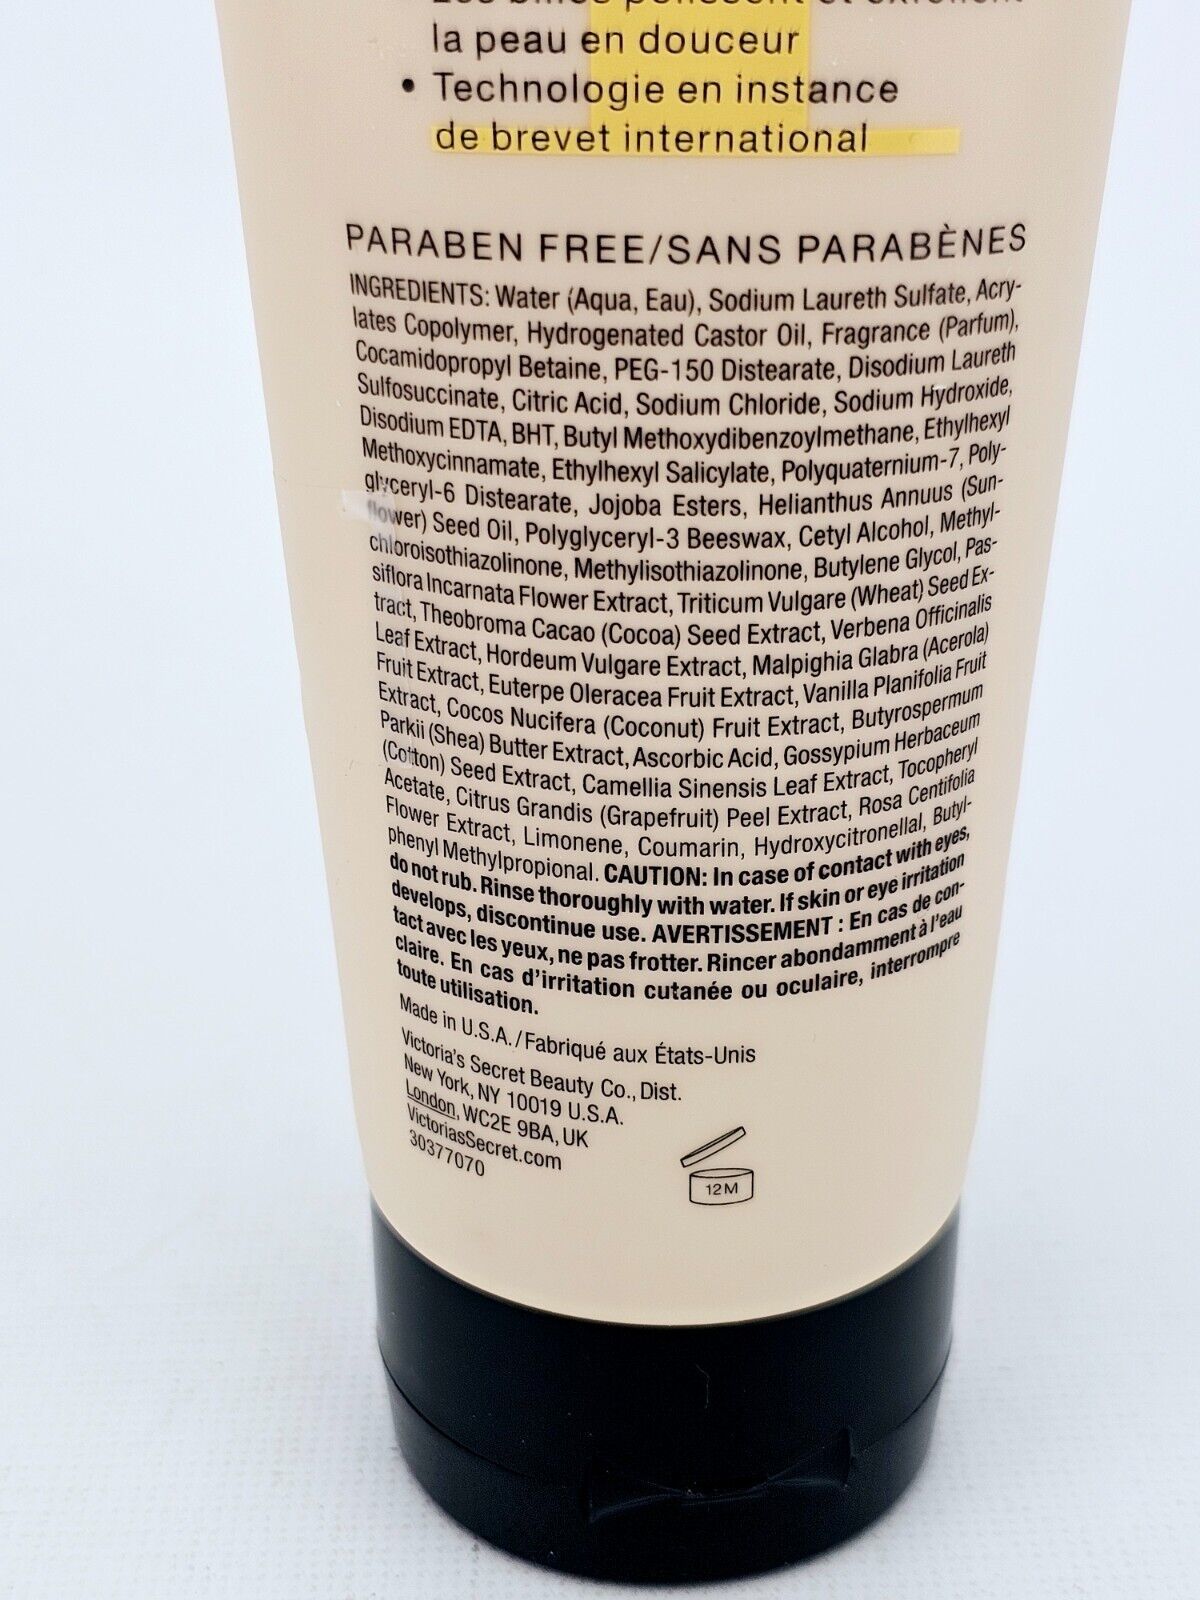 la peau en douceur
• Technologie en instance
de brevet international
PARABEN FREE/SANS PARABÈNES
INGREDIENTS: Water (Aqua, Eau), Sodium Laureth Sulfate, Acry-
lates Copolymer, Hydrogenated Castor Oil, Fragrance (Parfum),
Cocamidopropyl Betaine, PEG-150 Distearate, Disodium Laureth
Sulfosuccinate, Citric Acid, Sodium Chloride, Sodium Hydroxide,
Disodium EDTA, BHT, Butyl Methoxydibenzoylmethane, Ethylhexyl
Methoxycinnamate, Ethylhexyl Salicylate, Polyquaternium-7, Poly-
glyceryl-6 Distearate, Jojoba Esters, Helianthus Annuus (Sun-
flower) Seed Oil, Polyglyceryl-3 Beeswax, Cetyl Alcohol, Methyl-
chloroisothiazolinone, Methylisothiazolinone, Butylene Glycol, Pas-
siflora Incarnata Flower Extract, Triticum Vulgare (Wheat) Seed Ex-
tract, Theobroma Cacao (Cocoa) Seed Extract, Verbena Officinalis
Leaf Extract, Hordeum Vulgare Extract, Malpighia Glabra (Acerola)
Fruit Extract, Euterpe Oleracea Fruit Extract, Vanilla Planifolia Fruit
Extract, Cocos Nucifera (Coconut) Fruit Extract, Butyrospermum
Parkii (Shea) Butter Extract, Ascorbic Acid, Gossypium Herbaceum
(Cotton) Seed Extract, Camellia Sinensis Leaf Extract, Tocopheryl
Acetate, Citrus Grandis (Grapefruit) Peel Extract, Rosa Centifolia
Flower Extract, Limonene, Coumarin, Hydroxycitronellal, Butyl-
phenyl Methylpropional. CAUTION: In case of contact with eyes,
do not rub. Rinse thoroughly with water. If skin or eye irritation
develops, discontinue use. AVERTISSEMENT : En cas de con-
tact avec les yeux, ne pas frotter. Rincer abondamment à l'eau
claire. En cas d'irritation cutanée ou oculaire, interrompre
toute utilisation.
Made in U.S.A./Fabriqué aux États-Unis
Victoria's Secret Beauty Co., Dist.
New York, NY 10019 U.S.A.
London, WC2E 9BA, UK
VictoriasSecret.com
30377070
12M